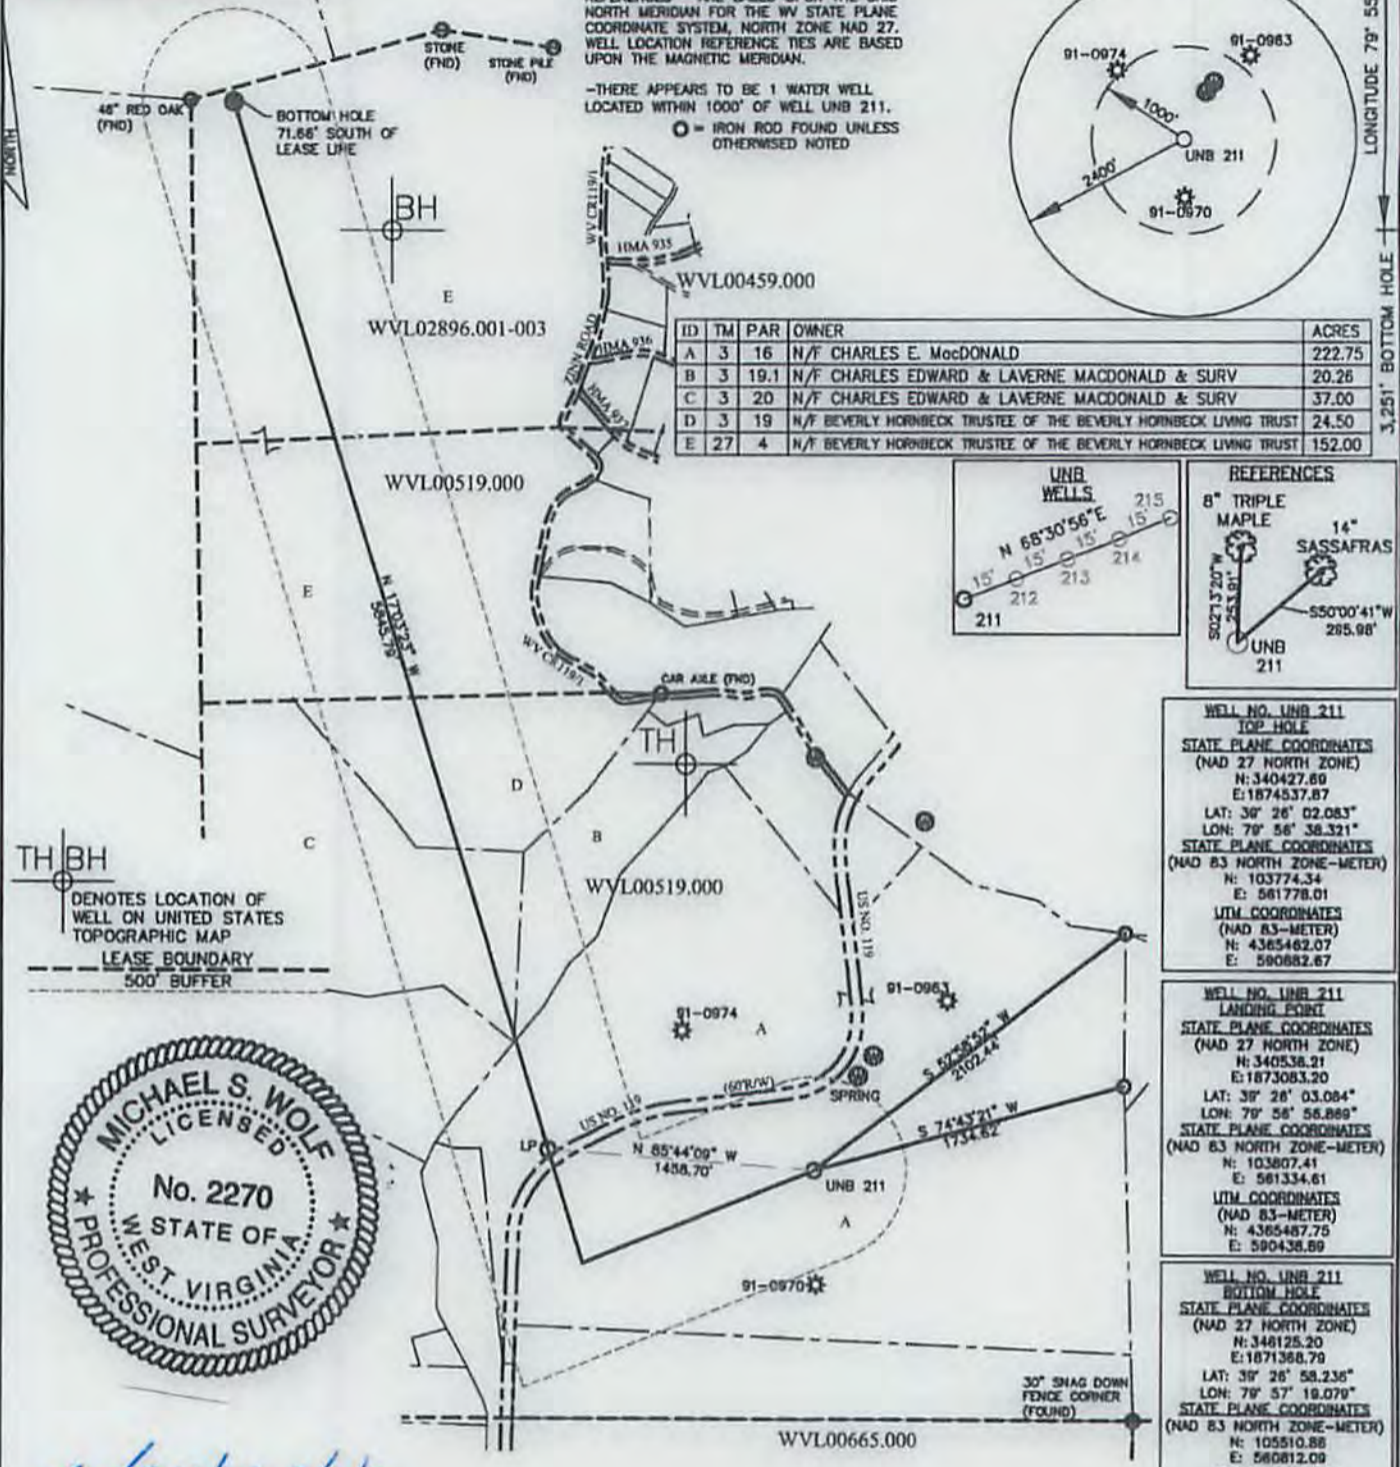 NORTH MERIDIAN FOR THE WV STATE PLANE
COORDINATE SYSTEM, NORTH ZONE NAD 27.
WELL LOCATION REFERENCE TIES ARE BASED
UPON THE MAGNETIC MERIDIAN.
-THERE APPEARS TO BE 1 WATER WELL
LOCATED WITHIN 1000' OF WELL UNB 211.
= IRON ROD FOUND UNLESS
OTHERWISED NOTED
NORTH
STONE
(FND)
STONE PILE
(FND)
48" RED OAK
(FND)
BOTTOM HOLE
71.66' SOUTH OF
LEASE LINE
BH
E
WVL02896.001-003
WV CR119/1
HMA 935
WVL00459.000
ZINN ROAD
HMA 936
HMA 937
91-0974
91-0963
1000'
UNB 211
2400'
91-0970
LONGITUDE 79° 55
3,251' BOTTOM HOLE
ID TM PAR OWNER ACRES
A 3 16 N/F CHARLES E. MacDONALD 222.75
B 3 19.1 N/F CHARLES EDWARD & LAVERNE MACDONALD & SURV 20.26
C 3 20 N/F CHARLES EDWARD & LAVERNE MACDONALD & SURV 37.00
D 3 19 N/F BEVERLY HORNBECK TRUSTEE OF THE BEVERLY HORNBECK LIVING TRUST 24.50
E 27 4 N/F BEVERLY HORNBECK TRUSTEE OF THE BEVERLY HORNBECK LIVING TRUST 152.00
WVL00519.000
UNB
WELLS
N 68°30'56"E
15' 15' 15' 15'
211 212 213 214 215
REFERENCES
8" TRIPLE
MAPLE
14"
SASSAFRAS
S02°13'20"W
253.91'
S50°00'41"W
295.98'
UNB
211
E
N 17°03'23" W
5845.79'
WV CR119/1
CAR AXLE (FND)
TH
D
B
C
WVL00519.000
US NO. 119
TH BH
DENOTES LOCATION OF
WELL ON UNITED STATES
TOPOGRAPHIC MAP
LEASE BOUNDARY
500' BUFFER
91-0974
A
91-0963
W
W
SPRING
(60'R/W)
US NO. 119
LP
N 85°44'09" W
1458.70'
S 52°58'52" W
2102.44'
S 74°43'21" W
1734.62'
UNB 211
A
91-0970
30" SNAG DOWN
FENCE CORNER
(FOUND)
WVL00665.000
MICHAEL S. WOLF
LICENSED
No. 2270
STATE OF
WEST VIRGINIA
PROFESSIONAL SURVEYOR
WELL NO. UNB 211
TOP HOLE
STATE PLANE COORDINATES
(NAD 27 NORTH ZONE)
N: 340427.69
E: 1874537.87
LAT: 39° 26' 02.083"
LON: 79° 56' 38.321"
STATE PLANE COORDINATES
(NAD 83 NORTH ZONE-METER)
N: 103774.34
E: 561778.01
UTM COORDINATES
(NAD 83-METER)
N: 4365462.07
E: 590882.67
WELL NO. UNB 211
LANDING POINT
STATE PLANE COORDINATES
(NAD 27 NORTH ZONE)
N: 340536.21
E: 1873083.20
LAT: 39° 26' 03.084"
LON: 79° 56' 56.869"
STATE PLANE COORDINATES
(NAD 83 NORTH ZONE-METER)
N: 103807.41
E: 561334.61
UTM COORDINATES
(NAD 83-METER)
N: 4365487.75
E: 590438.89
WELL NO. UNB 211
BOTTOM HOLE
STATE PLANE COORDINATES
(NAD 27 NORTH ZONE)
N: 346125.20
E: 1871368.79
LAT: 39° 26' 58.236"
LON: 79° 57' 19.079"
STATE PLANE COORDINATES
(NAD 83 NORTH ZONE-METER)
N: 105510.86
E: 560812.09